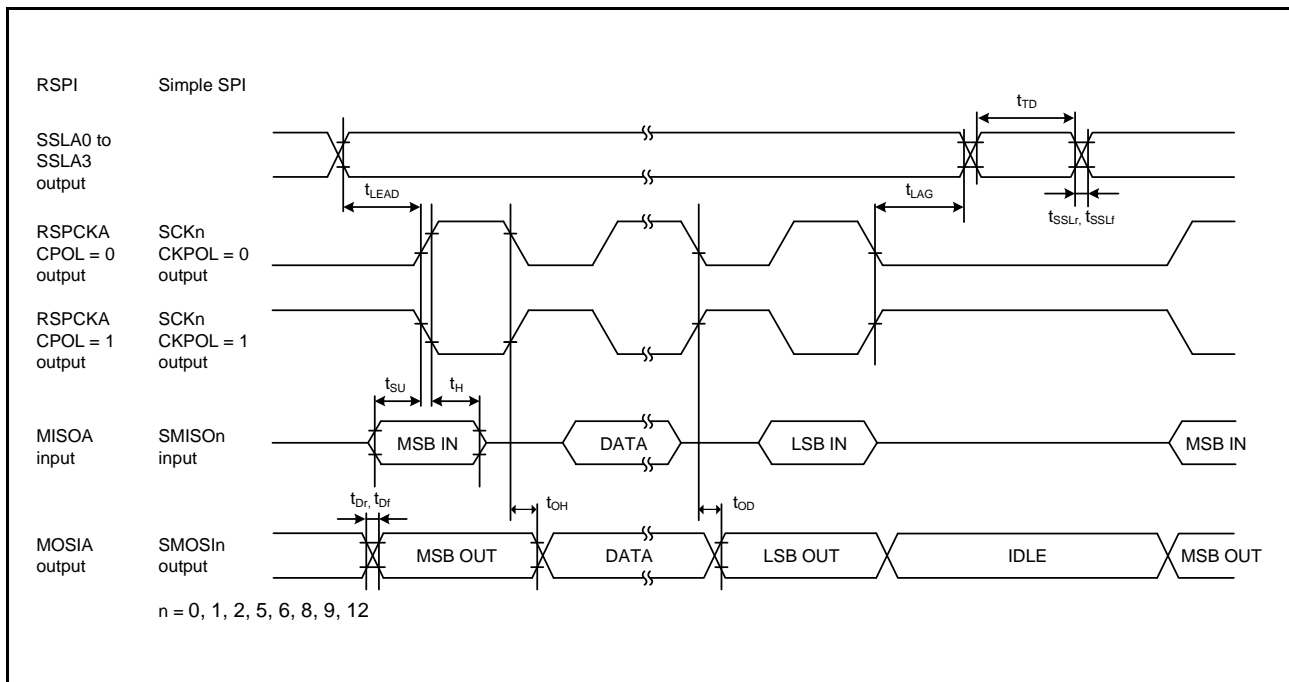 RSPI Simple SPI
tTD
SSLA0 to
SSLA3
output
tLEAD
tLAG
tSSLr, tSSLf
RSPCKA SCKn
CPOL = 0 CKPOL = 0
output output
RSPCKA SCKn
CPOL = 1 CKPOL = 1
output output
tSU tH
MISOA SMISOn
input input
MSB IN DATA LSB IN MSB IN
tDr, tDf tOH tOD
MOSIA SMOSIn
output output
MSB OUT DATA LSB OUT IDLE MSB OUT
n = 0, 1, 2, 5, 6, 8, 9, 12